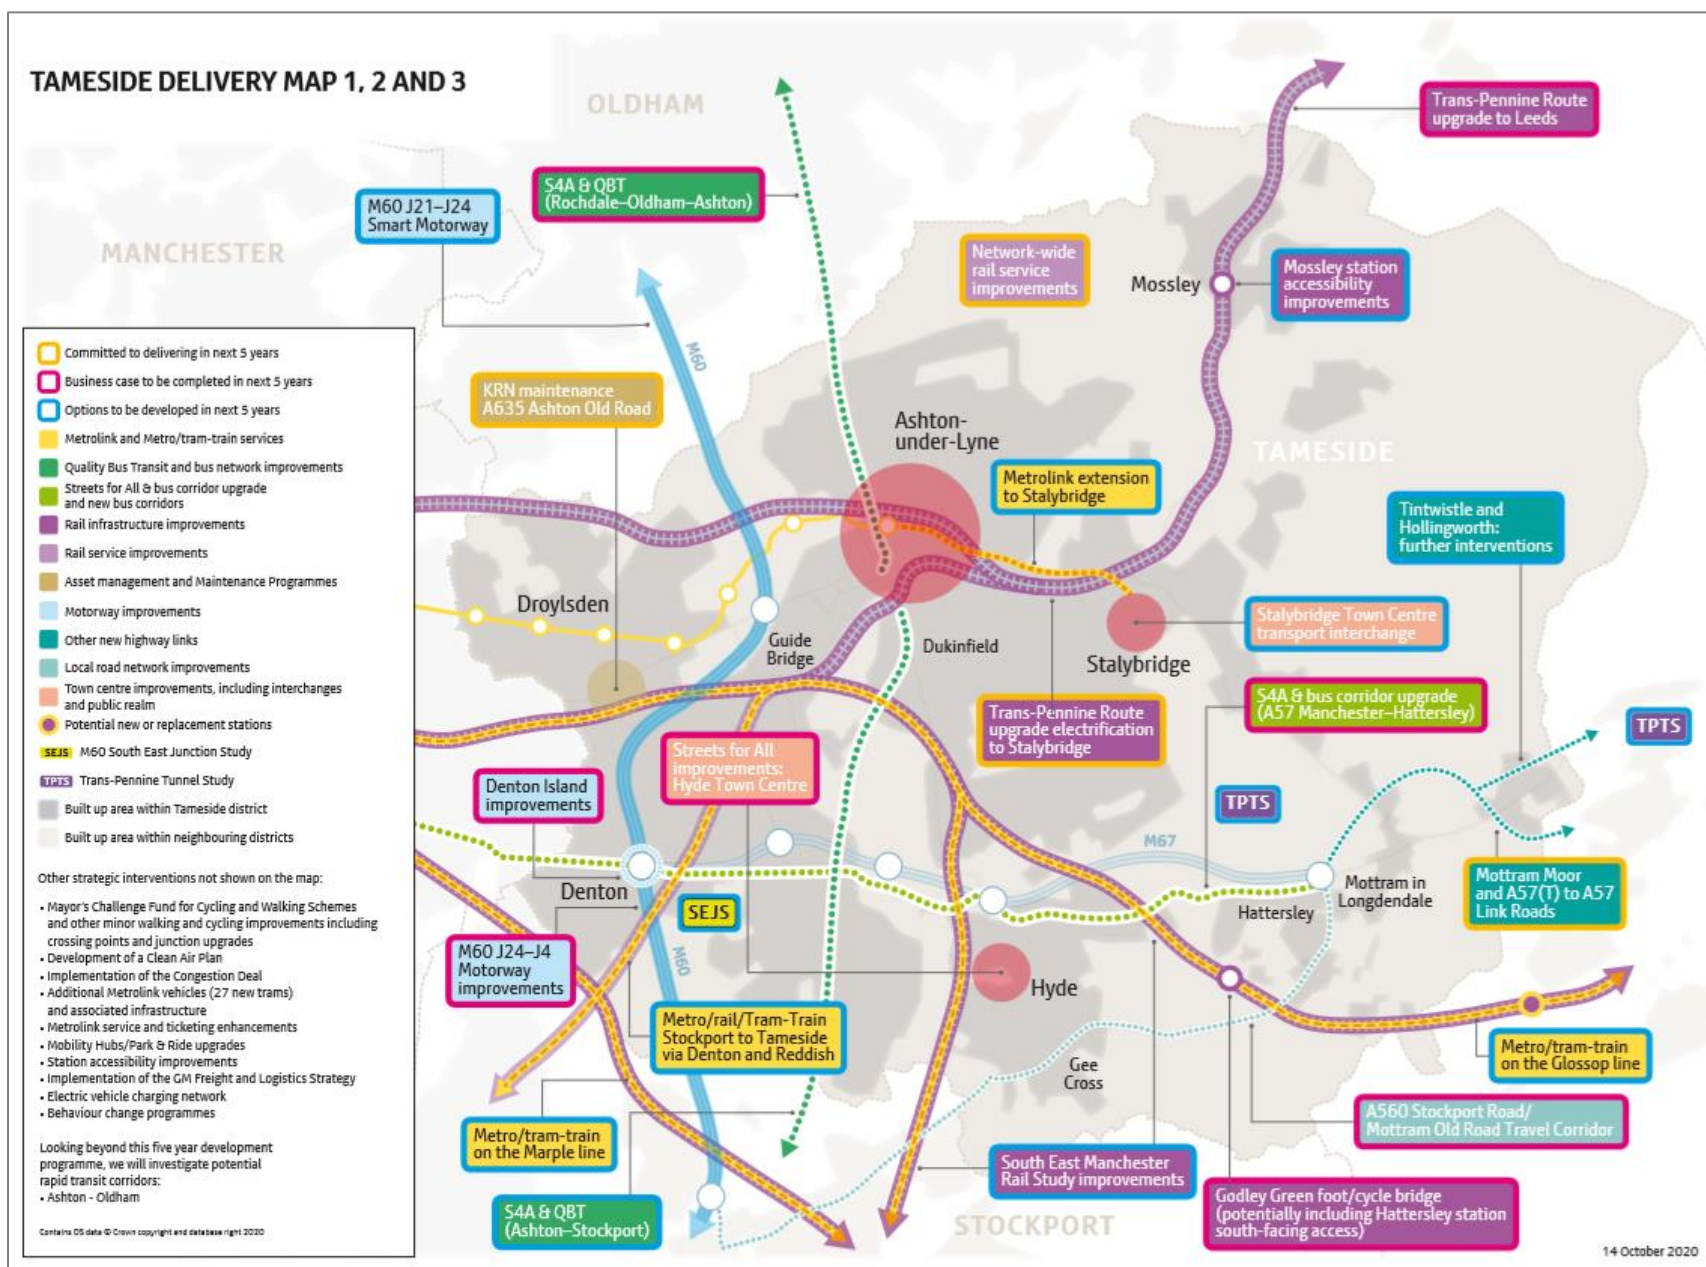 TAMESIDE DELIVERY MAP 1, 2 AND 3
OLDHAM
MANCHESTER
M60 J21–J24
Smart Motorway
S4A & QBT
(Rochdale–Oldham–Ashton)
Trans-Pennine Route
upgrade to Leeds
Network-wide
rail service
improvements
Mossley
Mossley station
accessibility
improvements
M60
KRN maintenance
A635 Ashton Old Road
Ashton-
under-Lyne
TAMESIDE
Metrolink extension
to Stalybridge
Tintwistle and
Hollingworth:
further interventions
Droylsden
Guide
Bridge
Dukinfield
Stalybridge
Stalybridge Town Centre
transport interchange
Trans-Pennine Route
upgrade electrification
to Stalybridge
S4A & bus corridor upgrade
(A57 Manchester–Hattersley)
TPTS
Streets for All
improvements:
Hyde Town Centre
Denton Island
improvements
TPTS
M67
Denton
SEJS
Mottram in
Longdendale
Hattersley
Mottram Moor
and A57(T) to A57
Link Roads
M60 J24–J4
Motorway
improvements
M60
Hyde
Metro/rail/Tram-Train
Stockport to Tameside
via Denton and Reddish
Gee
Cross
Metro/tram-train
on the Glossop line
A560 Stockport Road/
Mottram Old Road Travel Corridor
Metro/tram-train
on the Marple line
South East Manchester
Rail Study improvements
Godley Green foot/cycle bridge
(potentially including Hattersley station
south-facing access)
S4A & QBT
(Ashton–Stockport)
STOCKPORT
14 October 2020
Committed to delivering in next 5 years
Business case to be completed in next 5 years
Options to be developed in next 5 years
Metrolink and Metro/tram-train services
Quality Bus Transit and bus network improvements
Streets for All & bus corridor upgrade
and new bus corridors
Rail infrastructure improvements
Rail service improvements
Asset management and Maintenance Programmes
Motorway improvements
Other new highway links
Local road network improvements
Town centre improvements, including interchanges
and public realm
Potential new or replacement stations
SEJS M60 South East Junction Study
TPTS Trans-Pennine Tunnel Study
Built up area within Tameside district
Built up area within neighbouring districts
Other strategic interventions not shown on the map:
• Mayor's Challenge Fund for Cycling and Walking Schemes
and other minor walking and cycling improvements including
crossing points and junction upgrades
• Development of a Clean Air Plan
• Implementation of the Congestion Deal
• Additional Metrolink vehicles (27 new trams)
and associated infrastructure
• Metrolink service and ticketing enhancements
• Mobility Hubs/Park & Ride upgrades
• Station accessibility improvements
• Implementation of the GM Freight and Logistics Strategy
• Electric vehicle charging network
• Behaviour change programmes
Looking beyond this five year development
programme, we will investigate potential
rapid transit corridors:
• Ashton - Oldham
Contains OS data © Crown copyright and database right 2020